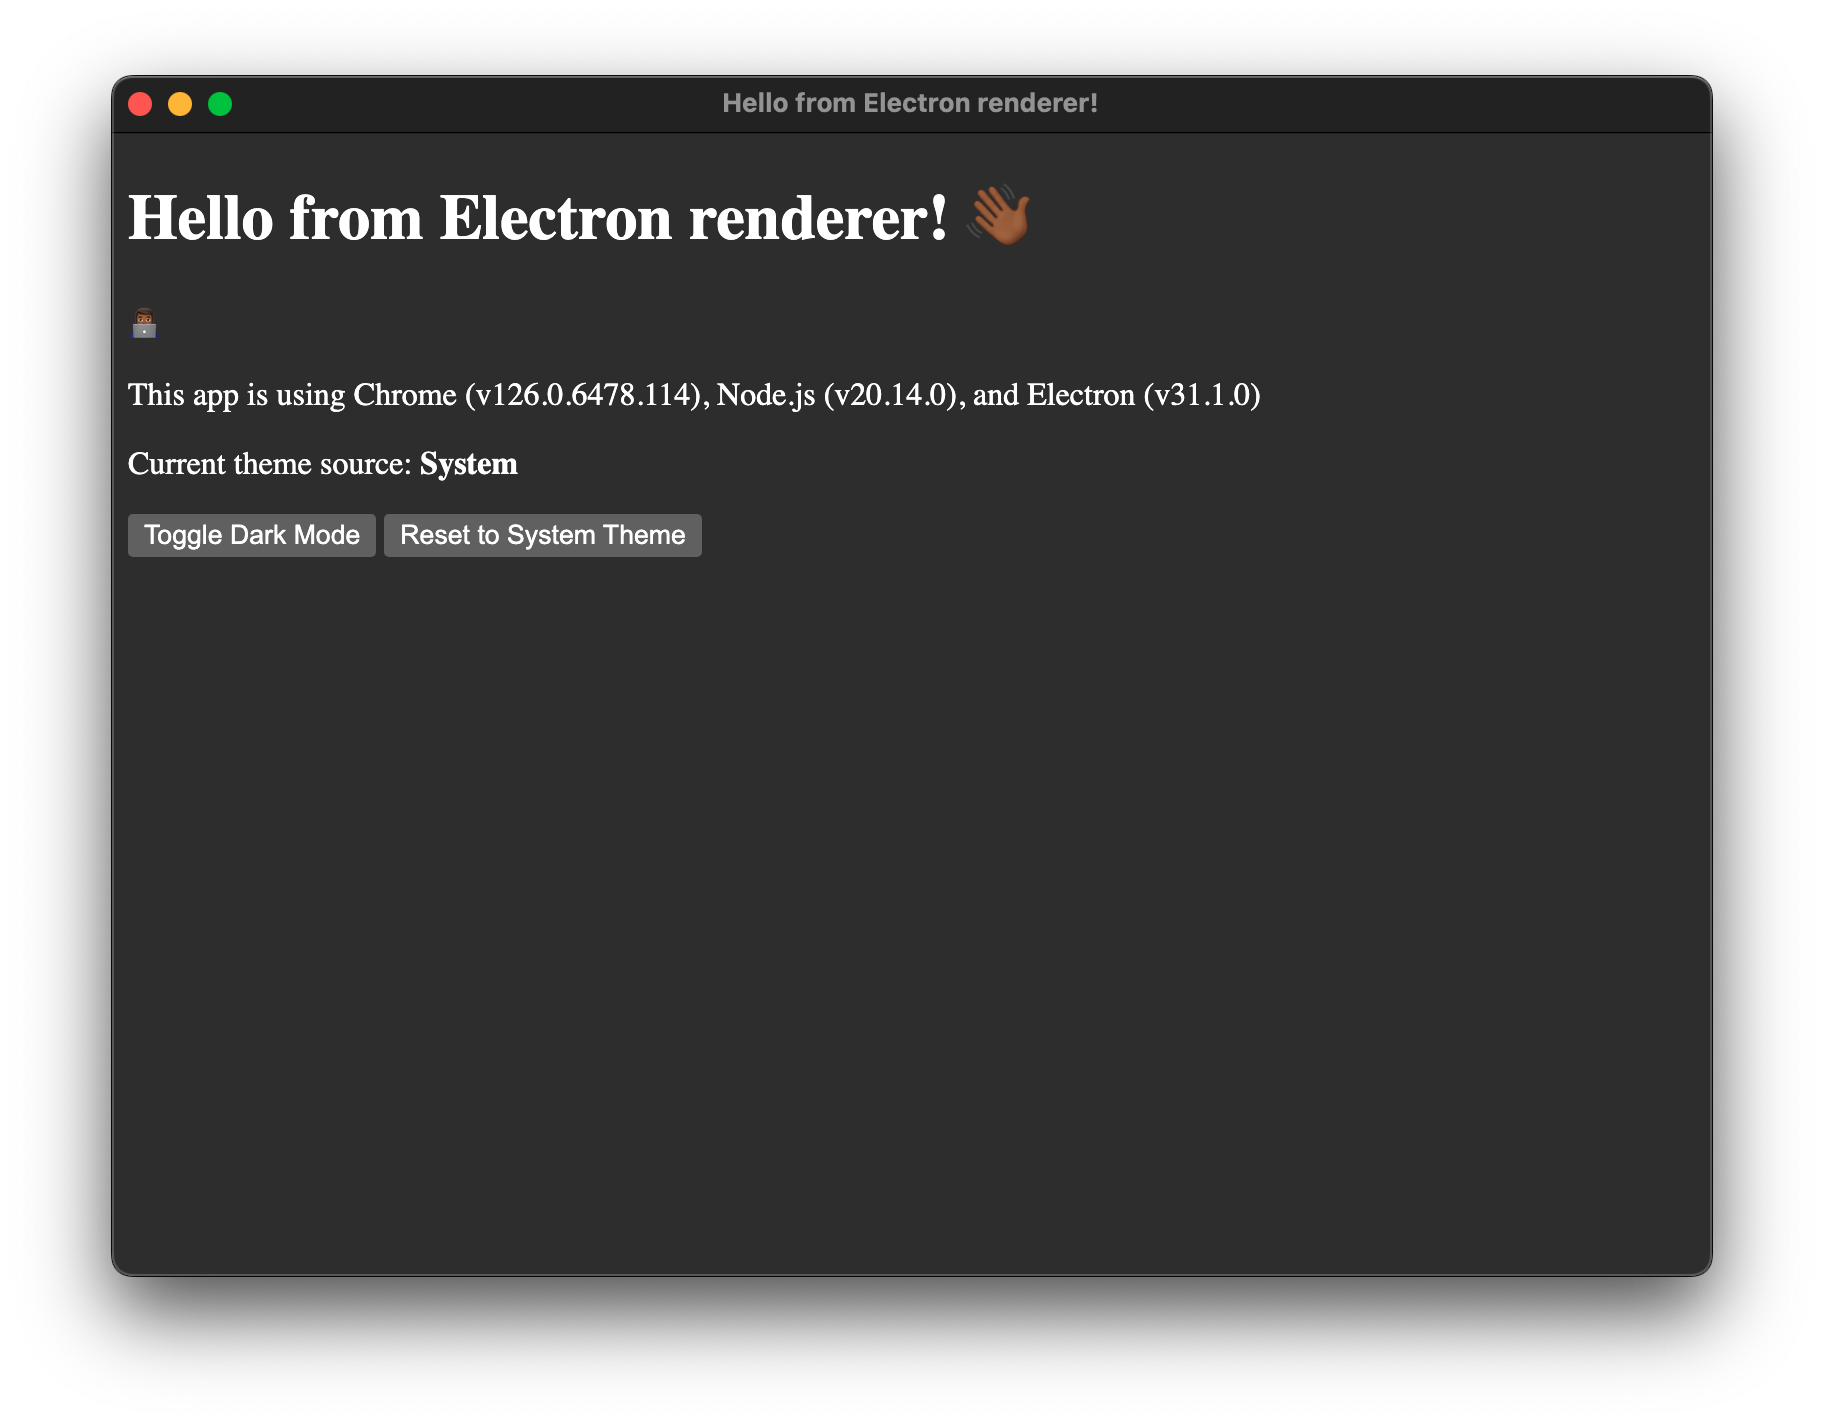 Hello from Electron renderer!
Hello from Electron renderer! 👋🏾
👨🏾‍💻
This app is using Chrome (v126.0.6478.114), Node.js (v20.14.0), and Electron (v31.1.0)
Current theme source: System
Toggle Dark Mode Reset to System Theme